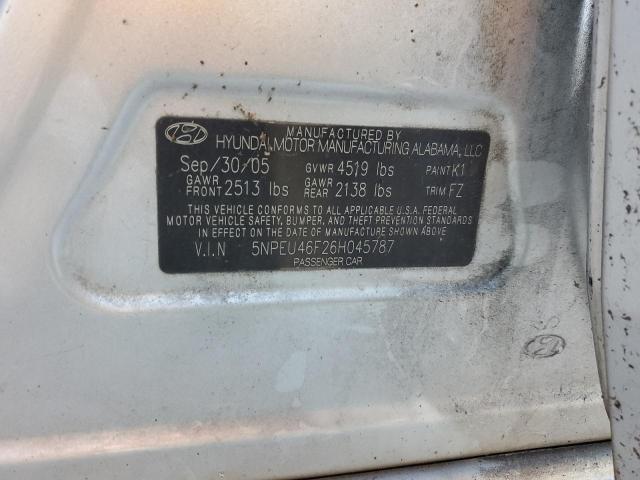 MANUFACTURED BY
HYUNDAI MOTOR MANUFACTURING ALABAMA, LLC
Sep/30/05 GVWR 4519 lbs PAINT K1
GAWR FRONT 2513 lbs GAWR REAR 2138 lbs TRIM FZ
THIS VEHICLE CONFORMS TO ALL APPLICABLE U.S.A. FEDERAL
MOTOR VEHICLE SAFETY, BUMPER, AND THEFT PREVENTION STANDARDS
IN EFFECT ON THE DATE OF MANUFACTURE SHOWN ABOVE.
V.I.N 5NPEU46F26H045787
PASSENGER CAR